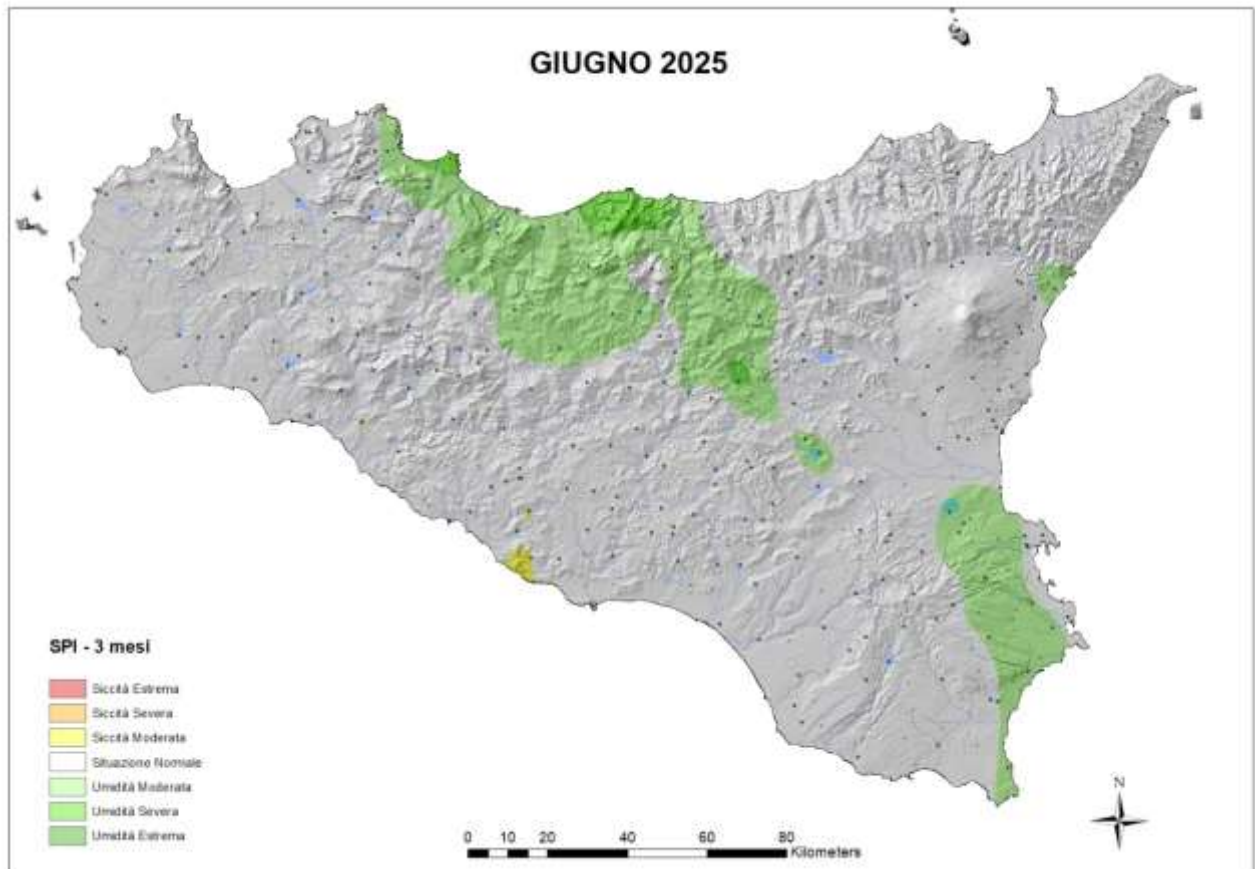 GIUGNO 2025
SPI - 3 mesi
Siccità Estrema
Siccità Severa
Siccità Moderata
Situazione Normale
Umidità Moderata
Umidità Severa
Umidità Estrema
0 10 20 40 60 80
Kilometers
N